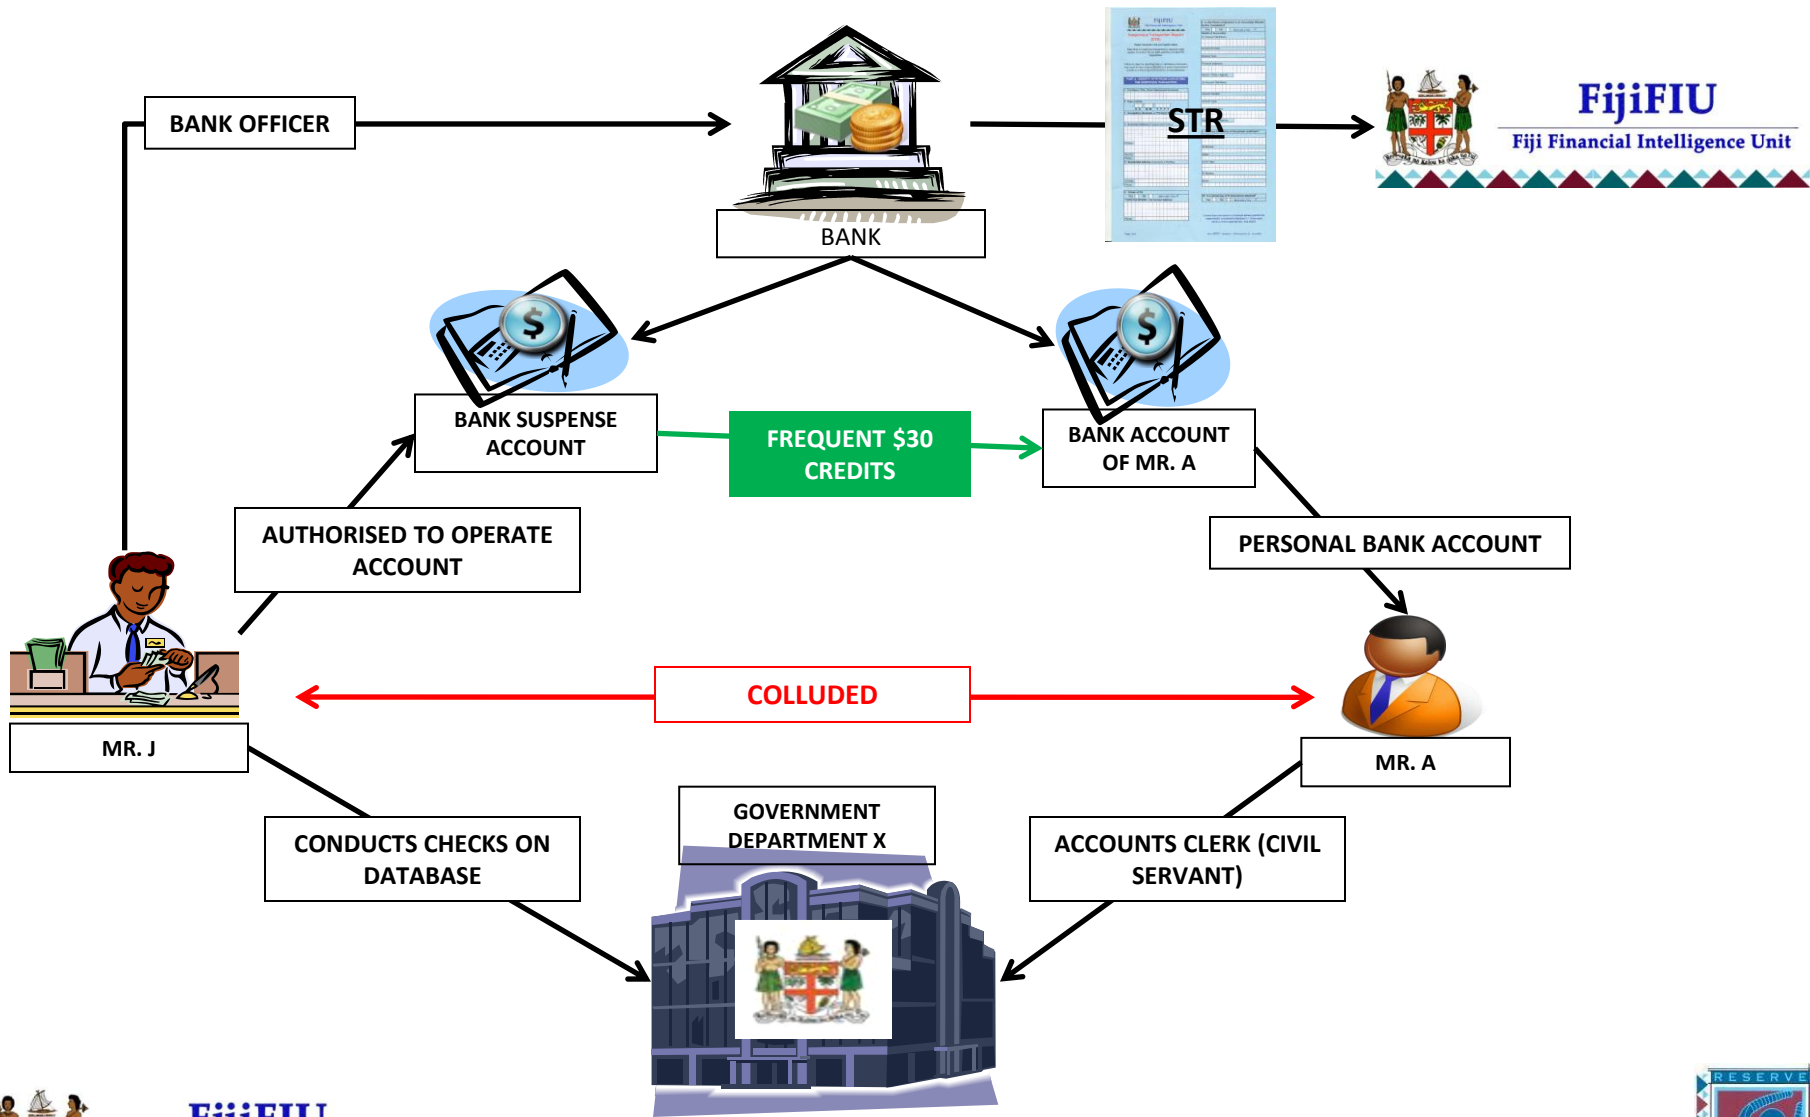 BANK OFFICER
STR
FijiFIU
Fiji Financial Intelligence Unit
BANK
BANK SUSPENSE
ACCOUNT
FREQUENT $30
CREDITS
BANK ACCOUNT
OF MR. A
AUTHORISED TO OPERATE
ACCOUNT
PERSONAL BANK ACCOUNT
COLLUDED
MR. J
MR. A
GOVERNMENT
DEPARTMENT X
CONDUCTS CHECKS ON
DATABASE
ACCOUNTS CLERK (CIVIL
SERVANT)
FijiFIU
RESERVE